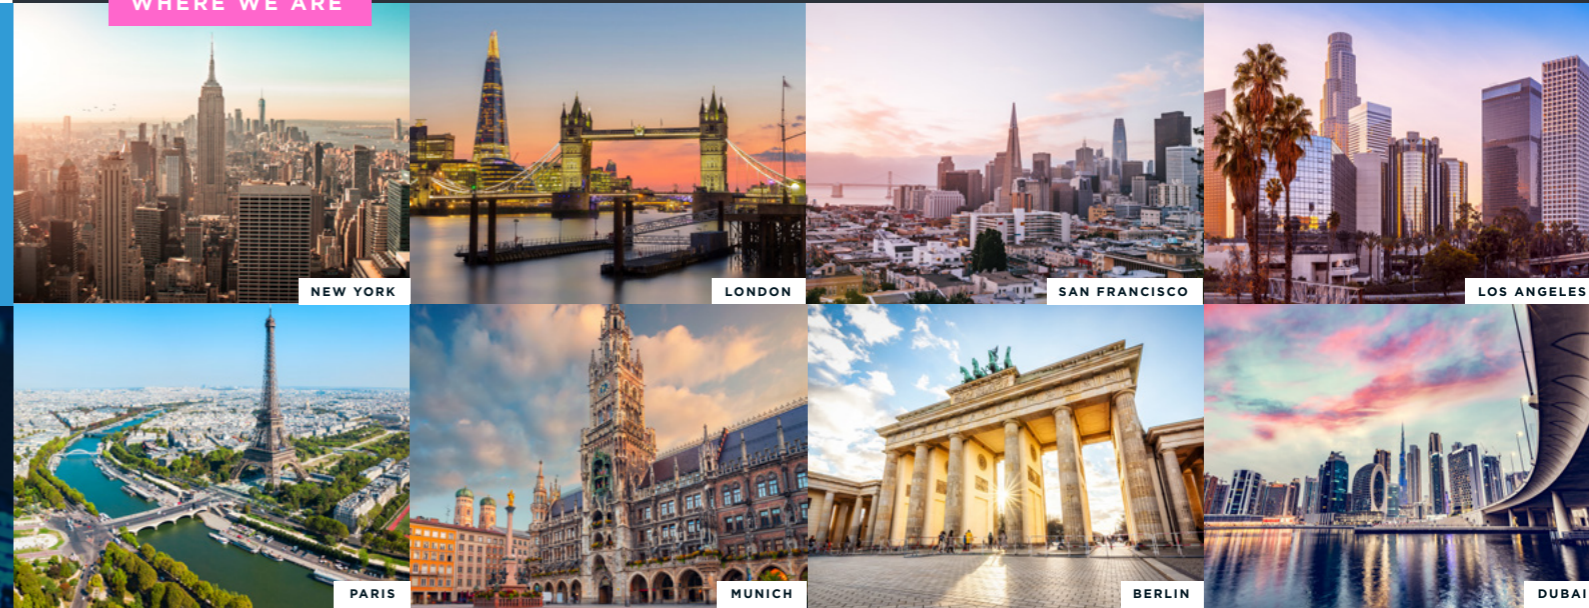 WHERE WE ARE
NEW YORK
LONDON
SAN FRANCISCO
LOS ANGELES
PARIS
MUNICH
BERLIN
DUBAI